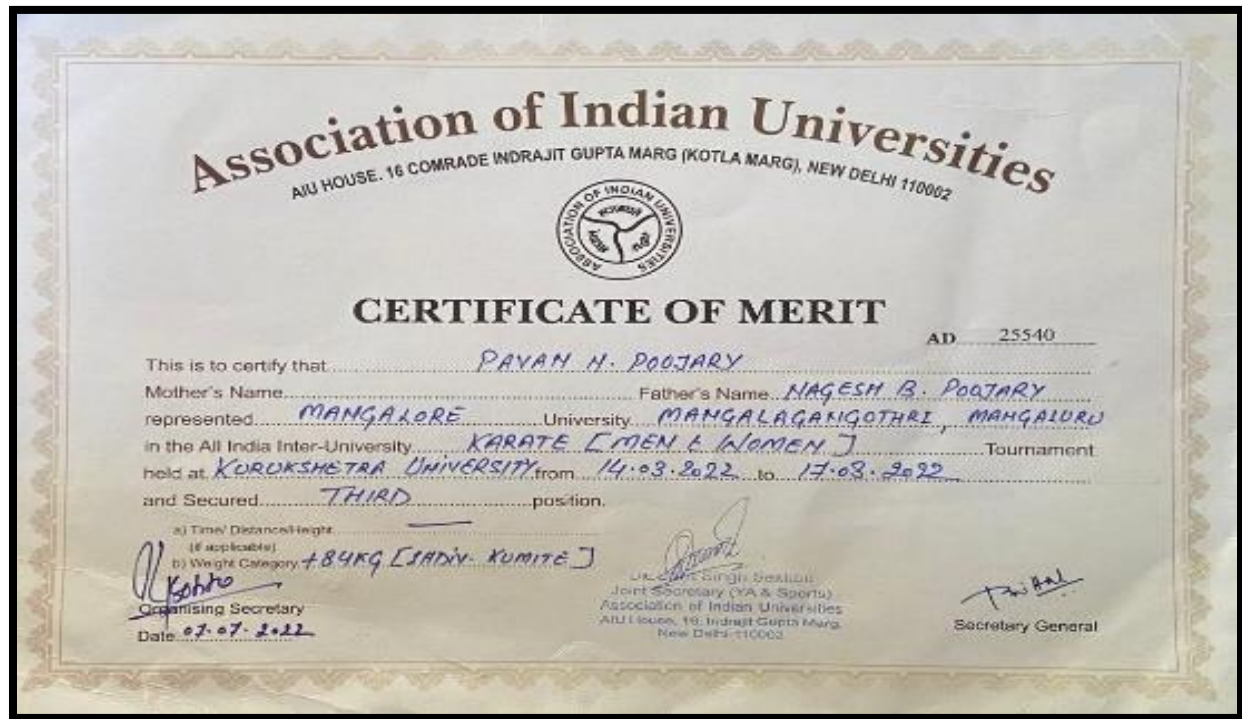 Association of Indian Universities
AIU HOUSE. 16 COMRADE INDRAJIT GUPTA MARG (KOTLA MARG), NEW DELHI 110002
ASSOCIATION OF INDIAN UNIVERSITIES
CERTIFICATE OF MERIT
AD 25540
This is to certify that PAVAN N. POOJARY
Mother's Name Father's Name NAGESH B. POOJARY
represented MANGALORE University MANGALAGANGOTHRI, MANGALURU
in the All India Inter-University KARATE [MEN & WOMEN] Tournament
held at KURUKSHETRA UNIVERSITY from 14.03.2022 to 17.03.2022
and Secured THIRD position.
a) Time/ Distance/Height
(if applicable)
b) Weight Category +84KG [ KUMITE]
Singh
Joint Secretary (YA & Sports)
Association of Indian Universities
AIU House, 16, Indrajit Gupta Marg,
New Delhi-110002
Organising Secretary
Date 07.07.2022
Secretary General